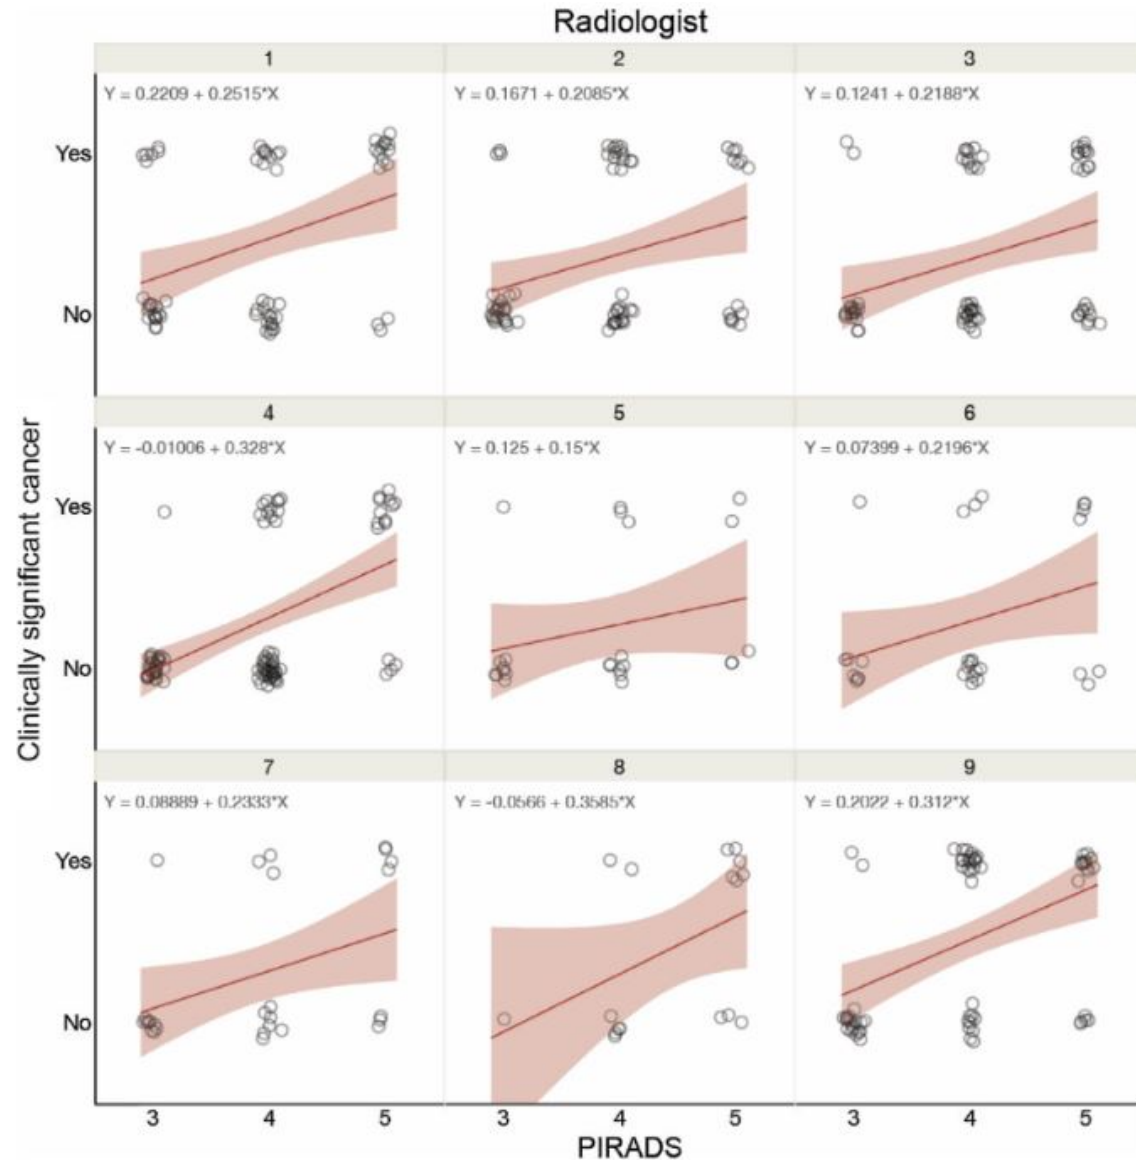 Radiologist
1 2 3
Y = 0.2209 + 0.2515*X Y = 0.1671 + 0.2085*X Y = 0.1241 + 0.2188*X
Yes
No
4 5 6
Y = -0.01006 + 0.328*X Y = 0.125 + 0.15*X Y = 0.07399 + 0.2196*X
Yes
No
Clinically significant cancer
7 8 9
Y = 0.08889 + 0.2333*X Y = -0.0566 + 0.3585*X Y = 0.2022 + 0.312*X
Yes
No
3 4 5 3 4 5 3 4 5
PIRADS